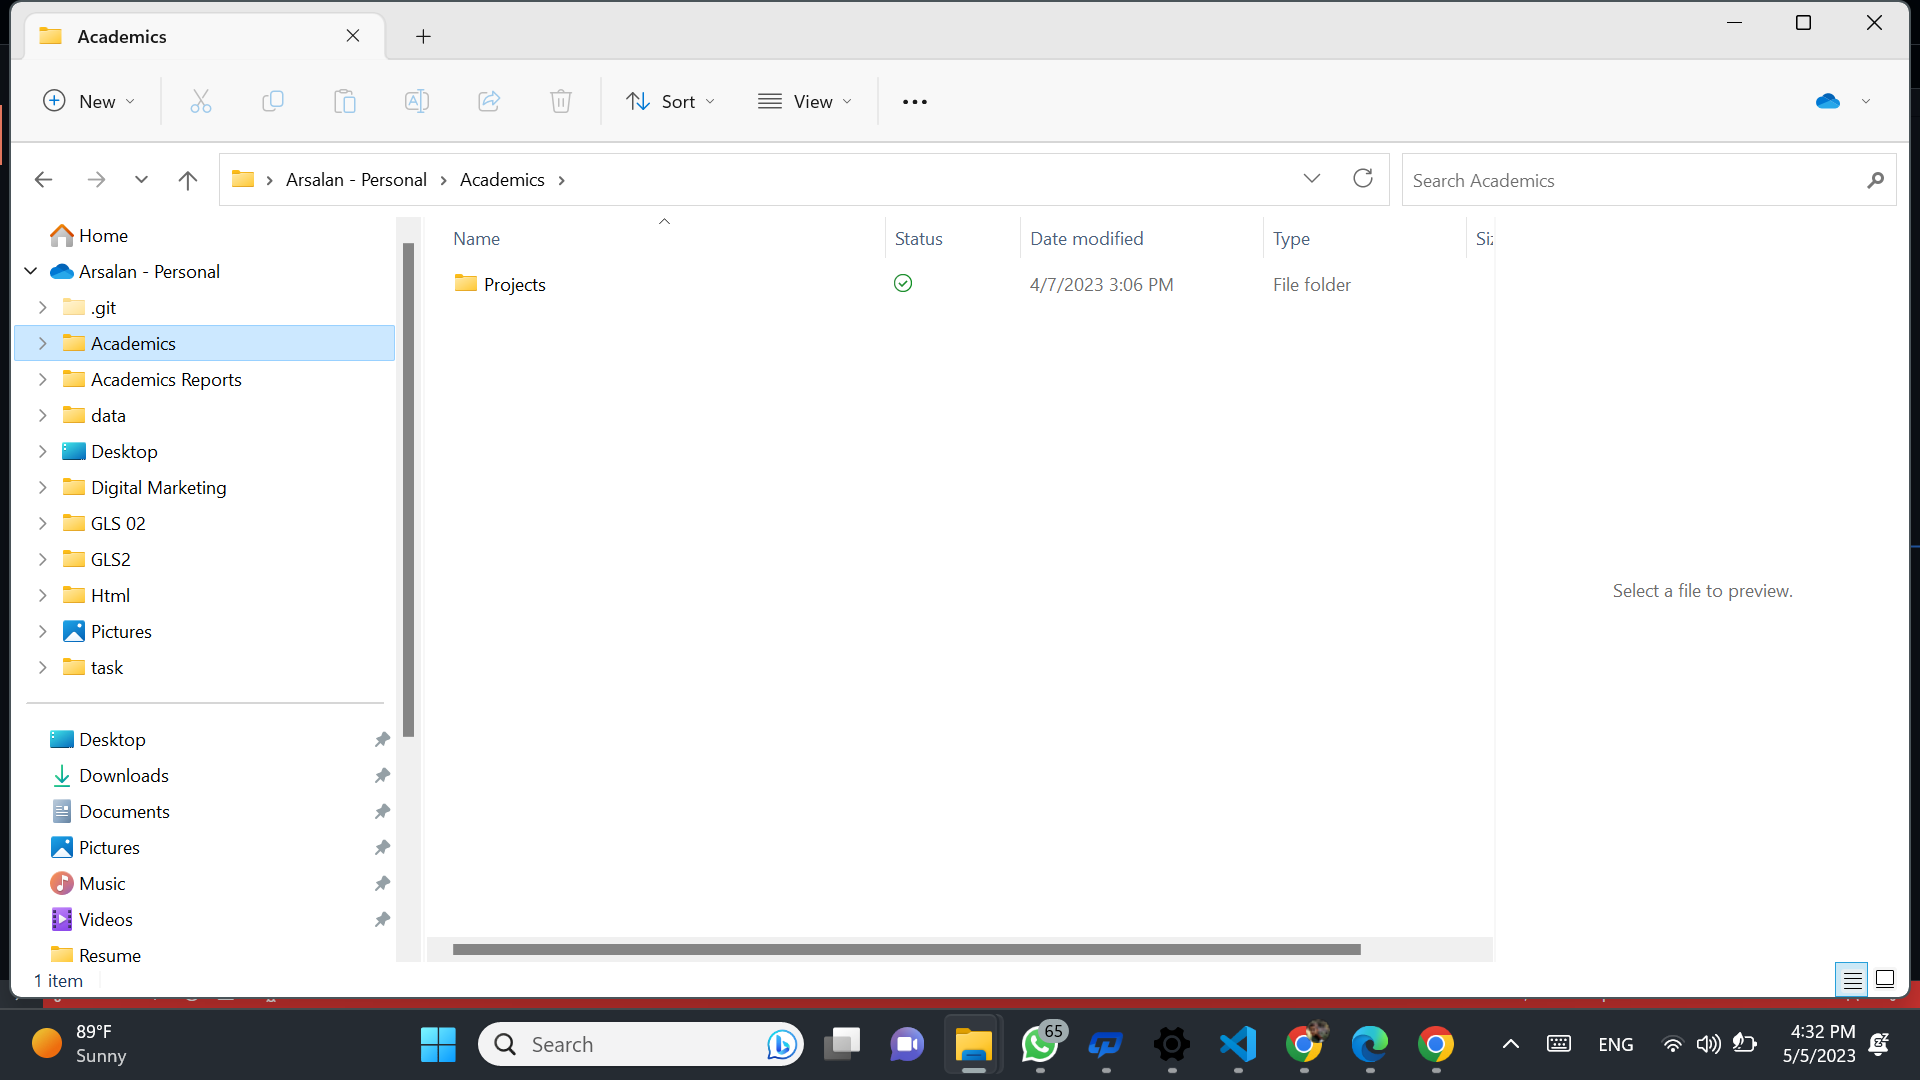 Academics
New
Sort
View
Arsalan - Personal
Academics
Search Academics
Home
Arsalan - Personal
.git
Academics
Academics Reports
data
Desktop
Digital Marketing
GLS 02
GLS2
Html
Pictures
task
Desktop
Downloads
Documents
Pictures
Music
Videos
Resume
Name Status Date modified Type
Projects 4/7/2023 3:06 PM File folder
Select a file to preview.
1 item
89°F
Sunny
Search
65
ENG
4:32 PM
5/5/2023